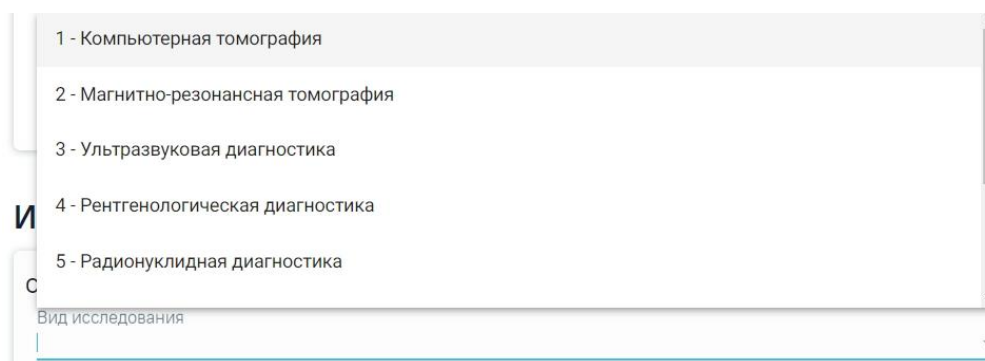 1 - Компьютерная томография
2 - Магнитно-резонансная томография
3 - Ультразвуковая диагностика
4 - Рентгенологическая диагностика
И
5 - Радионуклидная диагностика
О
Вид исследования